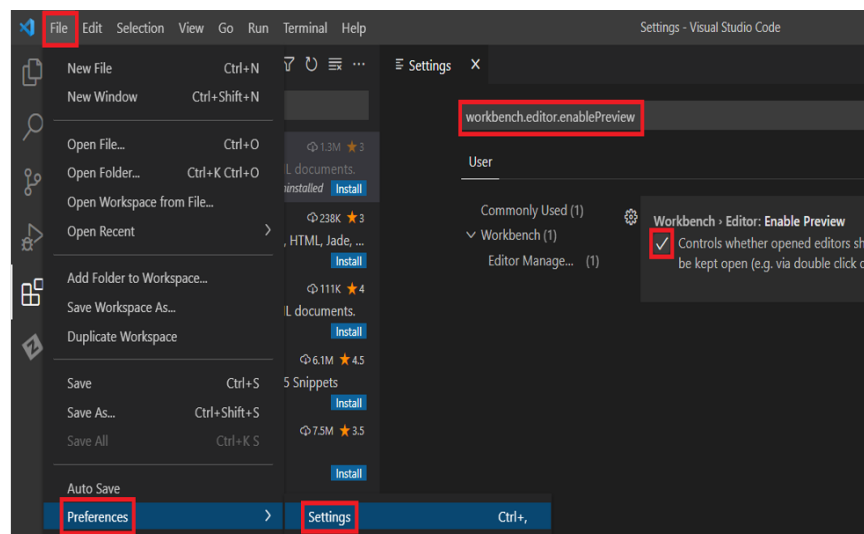 File Edit Selection View Go Run Terminal Help
Settings - Visual Studio Code
New File Ctrl+N
New Window Ctrl+Shift+N
Open File... Ctrl+O
Open Folder... Ctrl+K Ctrl+O
Open Workspace from File...
Open Recent
Add Folder to Workspace...
Save Workspace As...
Duplicate Workspace
Save Ctrl+S
Save As... Ctrl+Shift+S
Save All Ctrl+K S
Auto Save
Preferences
Settings Ctrl+,
1.3M ★ 3
L documents.
ninstalled Install
238K ★ 3
, HTML, Jade, ...
Install
111K ★ 4
IL documents.
Install
6.1M ★ 4.5
5 Snippets
Install
7.5M ★ 3.5
Install
Settings
workbench.editor.enablePreview
User
Commonly Used (1)
Workbench (1)
Editor Manage... (1)
Workbench › Editor: Enable Preview
Controls whether opened editors sh
be kept open (e.g. via double click o